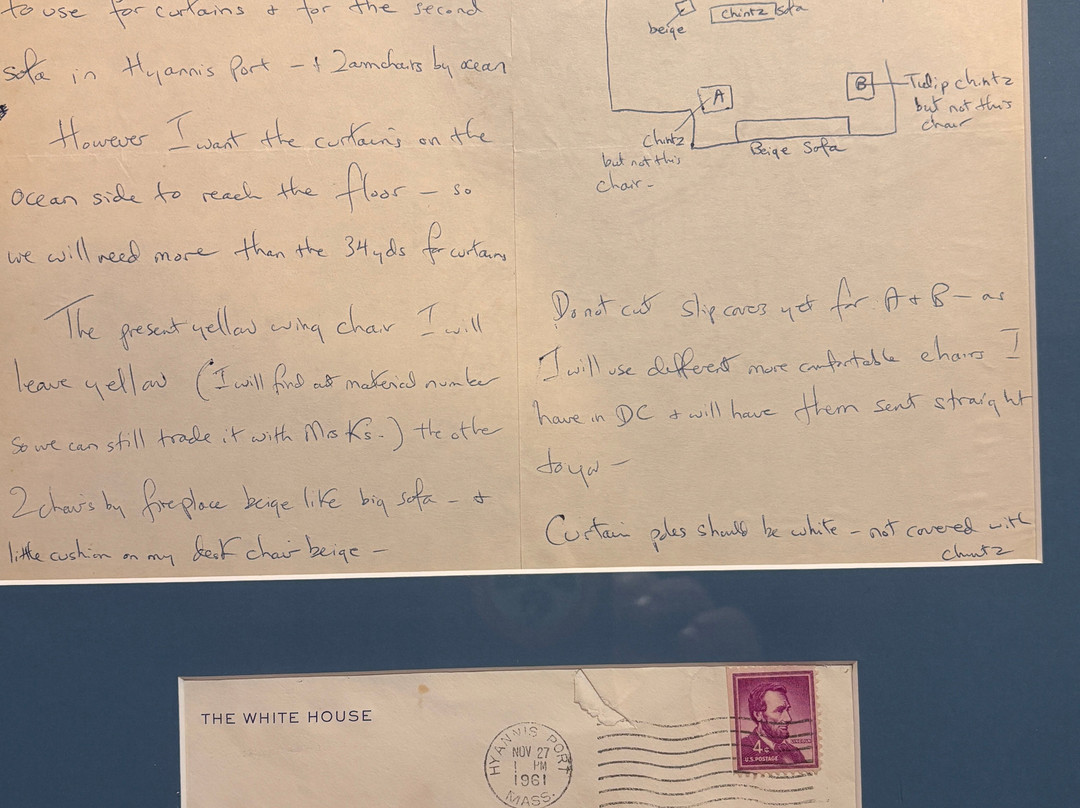 to use for curtains + for the second
sofa in Hyannis Port - + 2 armchairs by ocean
However I want the curtains on the
ocean side to reach the floor - so
we will need more than the 34 yds for curtains
The present yellow wing chair I will
leave yellow (I will find out material number
so we can still trade it with Mrs Ks.) the other
2 chairs by fireplace beige like big sofa - +
little cushion on my desk chair beige -
beige
chintz sofa
A
B
Tulip chintz
but not this
chair
Chintz
but not this
chair -
Beige Sofa
Do not cut slip covers yet for A + B - as
I will use different more comfortable chairs I
have in DC + will have them sent straight
to you -
Curtain poles should be white - not covered with
chintz
THE WHITE HOUSE
HYANNIS PORT
NOV 27
1 PM
1961
MASS.
4c
U.S. POSTAGE